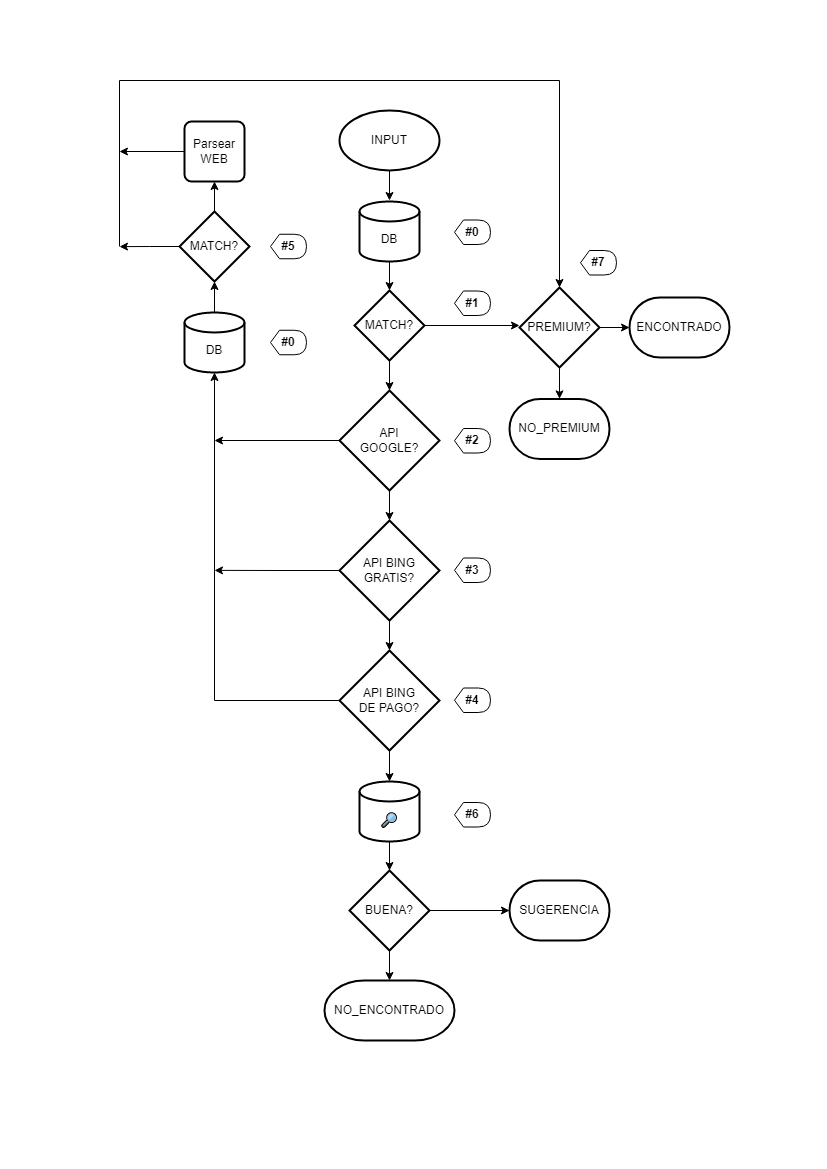 INPUT
Parsear
WEB
DB
#0
MATCH?
#5
#7
#1
MATCH?
PREMIUM?
ENCONTRADO
DB
#0
NO_PREMIUM
API
GOOGLE?
#2
API BING
GRATIS?
#3
API BING
DE PAGO?
#4
#6
BUENA?
SUGERENCIA
NO_ENCONTRADO